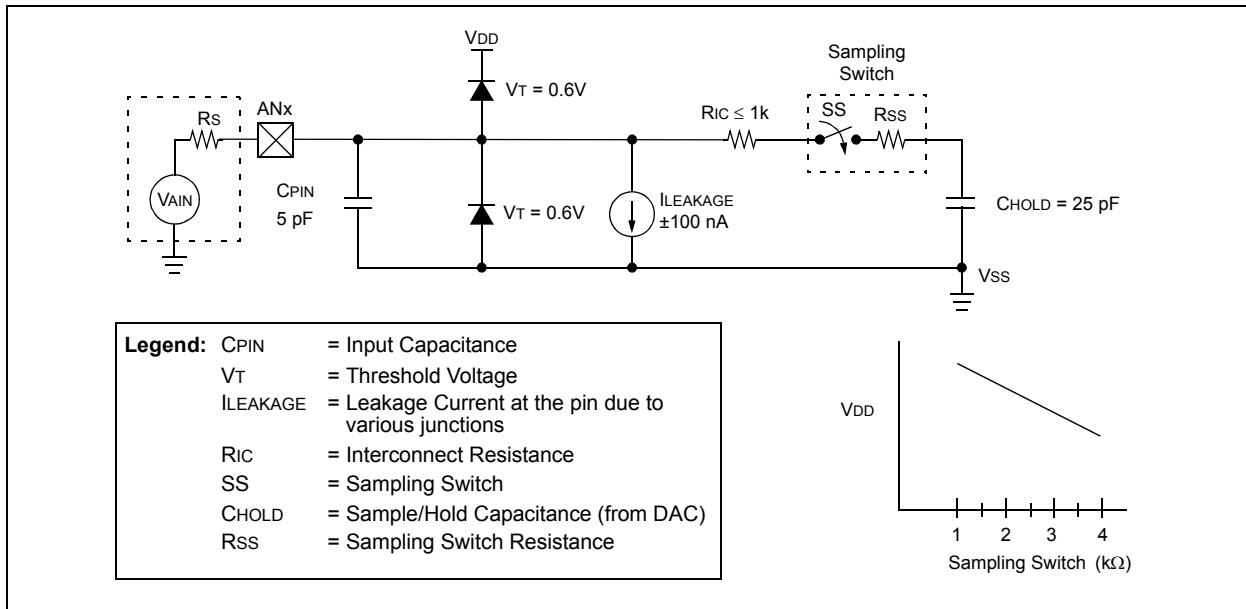 VDD
Sampling
Switch
VT = 0.6V
RS
ANx
RIC ≤ 1k
SS
RSS
VAIN
CPIN
5 pF
VT = 0.6V
ILEAKAGE
±100 nA
CHOLD = 25 pF
VSS
Legend: CPIN = Input Capacitance
VT = Threshold Voltage
ILEAKAGE = Leakage Current at the pin due to
various junctions
RIC = Interconnect Resistance
SS = Sampling Switch
CHOLD = Sample/Hold Capacitance (from DAC)
RSS = Sampling Switch Resistance
VDD
1 2 3 4
Sampling Switch (kΩ)